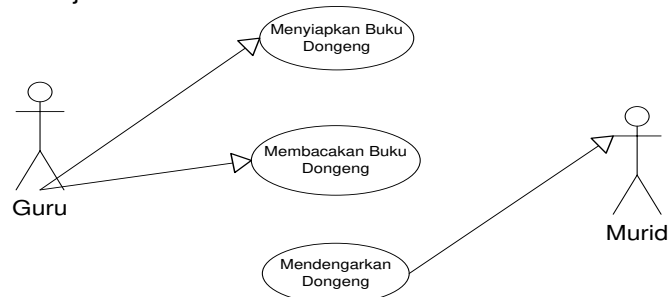 Menyiapkan Buku
Dongeng
Membacakan Buku
Dongeng
Guru
Murid
Mendengarkan
Dongeng